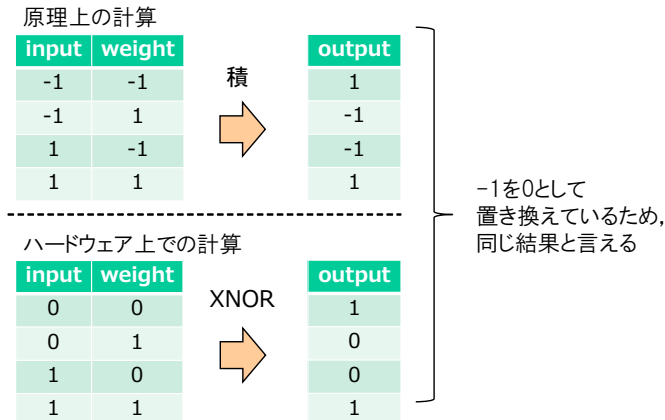 原理上の計算
input weight
output
-1 -1
1
-1 1
-1
1 -1
-1
1 1
1
積
-1を0として
置き換えているため,
同じ結果と言える
ハードウェア上での計算
input weight
output
0 0
1
0 1
0
1 0
0
1 1
1
XNOR